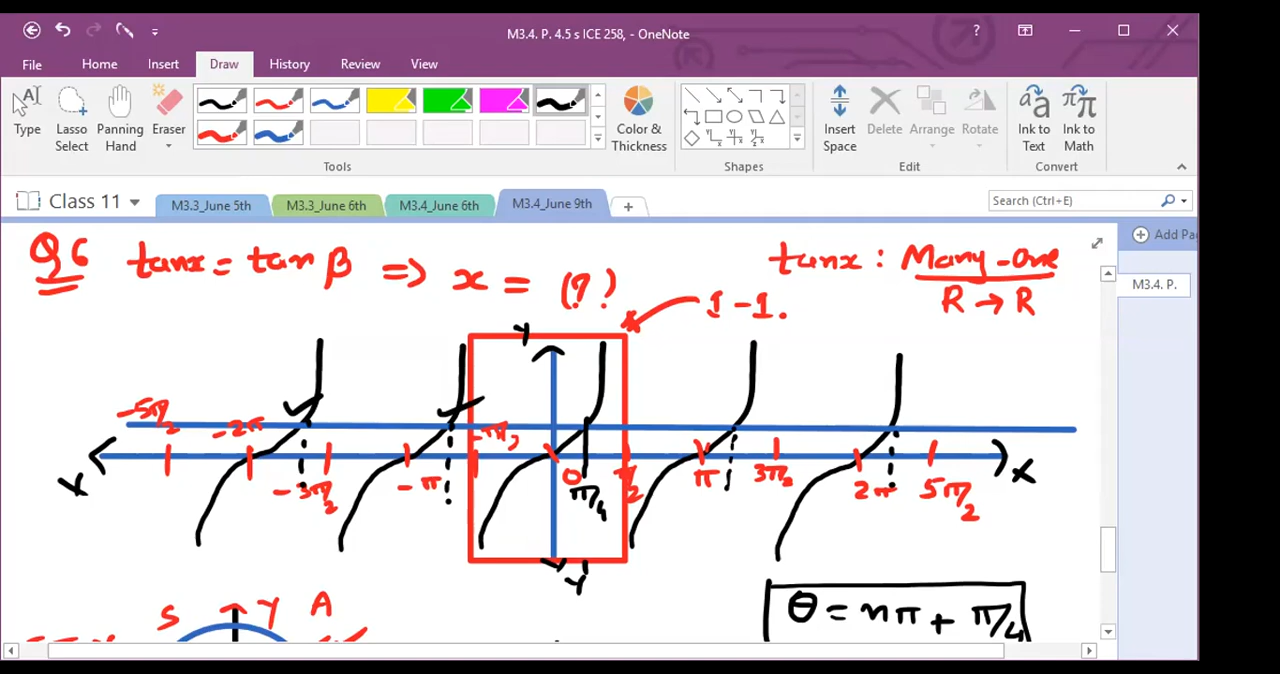 M3.4. P. 4.5 s ICE 258, - OneNote
File Home Insert Draw History Review View
Type Lasso Select Panning Hand Eraser Color & Thickness Insert Space Delete Arrange Rotate Ink to Text Ink to Math
Tools Shapes Edit Convert
Class 11 M3.3_June 5th M3.3_June 6th M3.4_June 6th M3.4_June 9th Search (Ctrl+E)
Add Pa
M3.4. P.
Q6 tanx = tan β => x = (?) tanx : Many-One
R → R
1-1.
Y
-5π/2 -2π -3π/2 -π 0 π/4 π/2 π 3π/2 2π 5π/2
X' X
Y'
θ = nπ + π/4
S Y A